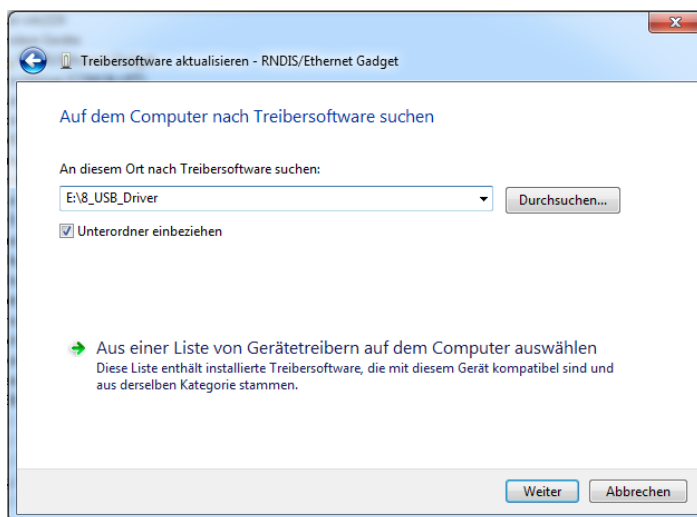 Treibersoftware aktualisieren - RNDIS/Ethernet Gadget
Auf dem Computer nach Treibersoftware suchen
An diesem Ort nach Treibersoftware suchen:
E:\8_USB_Driver
Durchsuchen...
Unterordner einbeziehen
Aus einer Liste von Gerätetreibern auf dem Computer auswählen
Diese Liste enthält installierte Treibersoftware, die mit diesem Gerät kompatibel sind und
aus derselben Kategorie stammen.
Weiter
Abbrechen